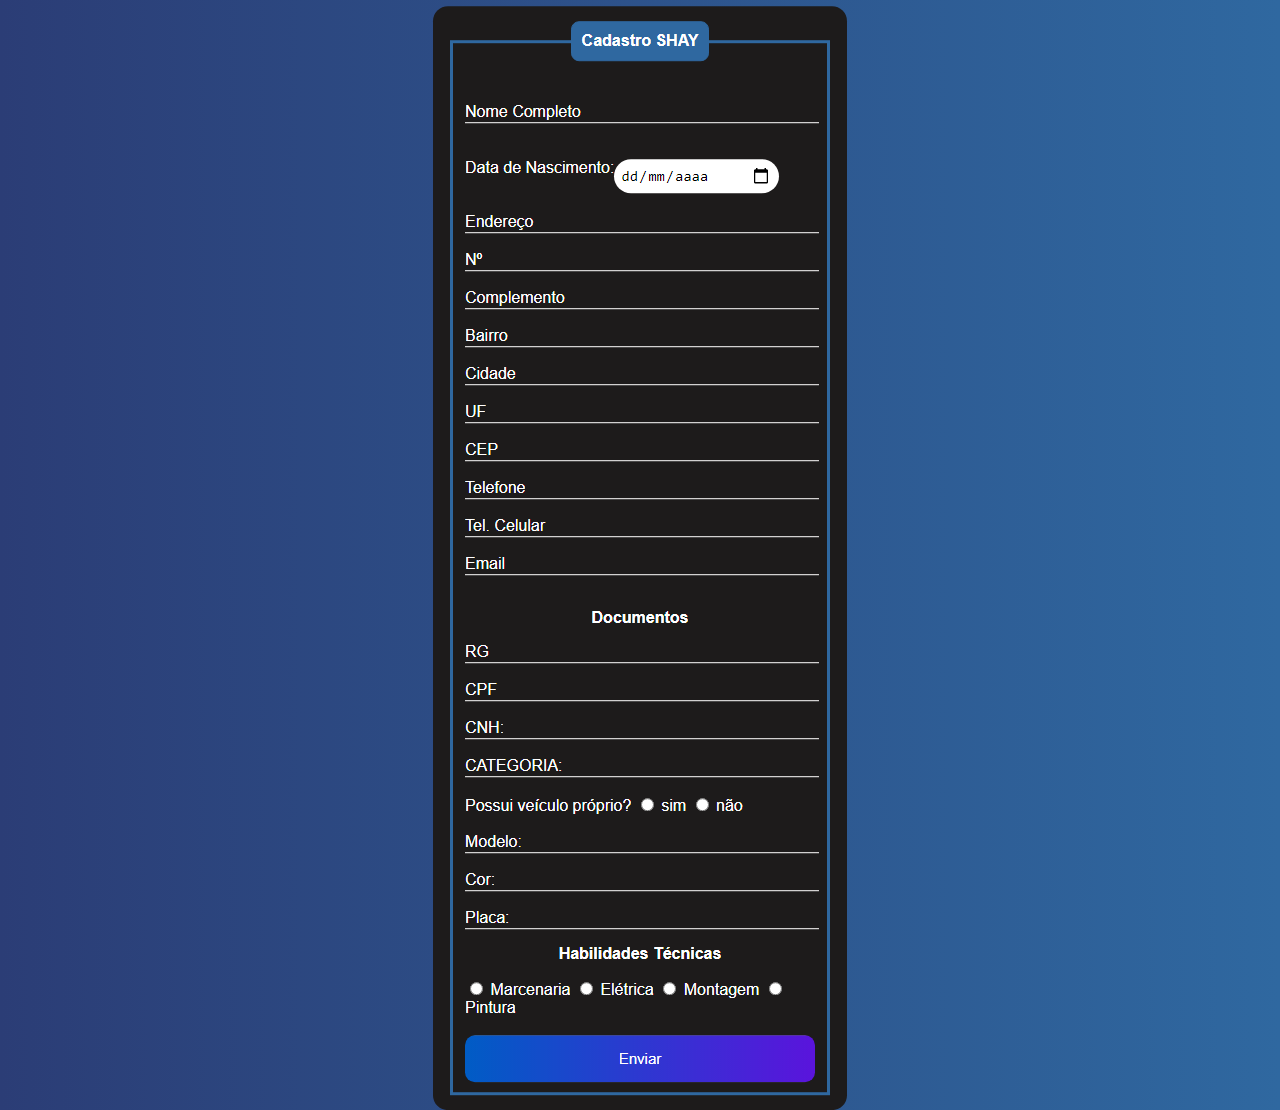 Cadastro SHAY
Nome Completo
Data de Nascimento: dd/mm/aaaa
Endereço
Nº
Complemento
Bairro
Cidade
UF
CEP
Telefone
Tel. Celular
Email
Documentos
RG
CPF
CNH:
CATEGORIA:
Possui veículo próprio? sim não
Modelo:
Cor:
Placa:
Habilidades Técnicas
Marcenaria Elétrica Montagem
Pintura
Enviar